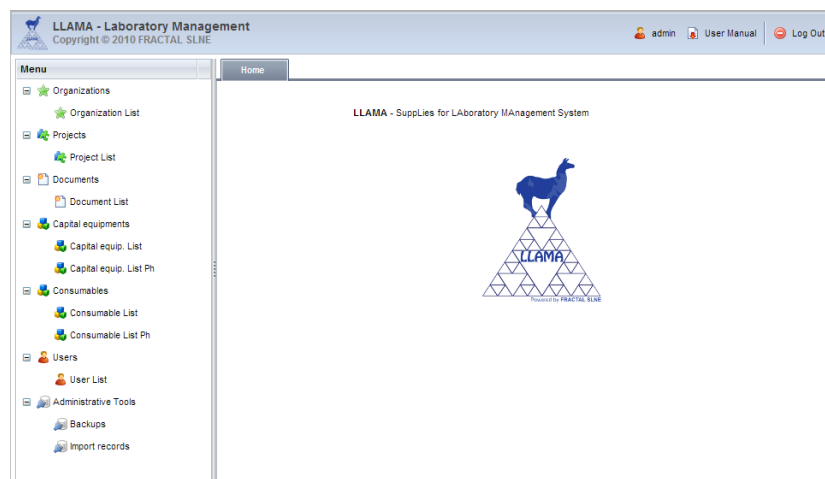 LLAMA - Laboratory Management
Copyright © 2010 FRACTAL SLNE
admin
User Manual
Log Out
Menu
Home
Organizations
Organization List
Projects
Project List
Documents
Document List
Capital equipments
Capital equip. List
Capital equip. List Ph
Consumables
Consumable List
Consumable List Ph
Users
User List
Administrative Tools
Backups
Import records
LLAMA - SuppLies for LAboratory MAnagement System
LLAMA
Powered by FRACTAL SLNE